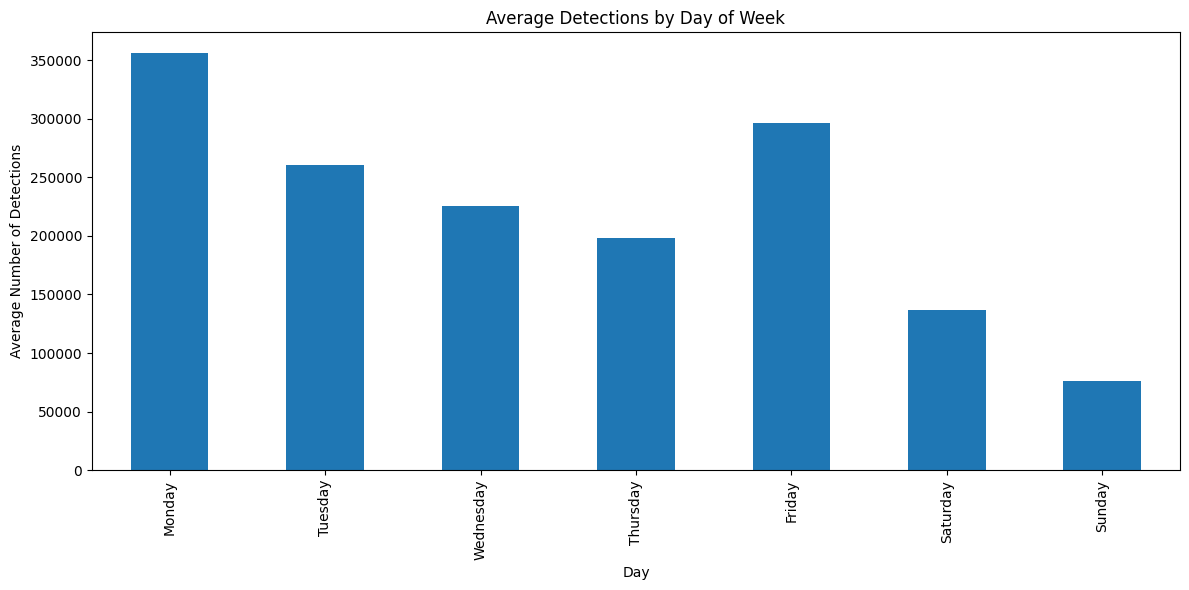 Average Detections by Day of Week
Average Number of Detections
350000
300000
250000
200000
150000
100000
50000
0
Monday
Tuesday
Wednesday
Thursday
Friday
Saturday
Sunday
Day